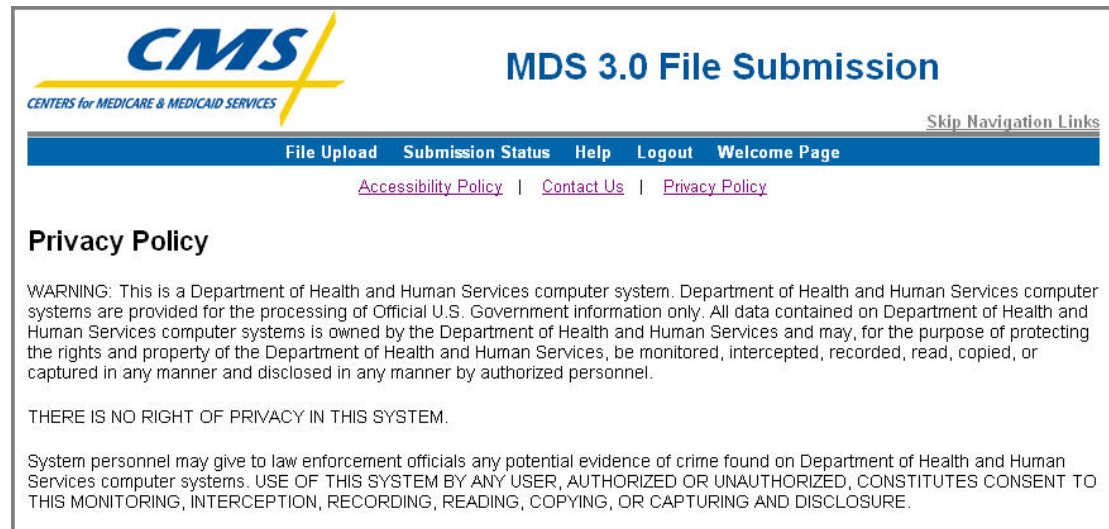 CMS
CENTERS for MEDICARE & MEDICAID SERVICES
MDS 3.0 File Submission
Skip Navigation Links
File Upload Submission Status Help Logout Welcome Page
Accessibility Policy | Contact Us | Privacy Policy
Privacy Policy
WARNING: This is a Department of Health and Human Services computer system. Department of Health and Human Services computer
systems are provided for the processing of Official U.S. Government information only. All data contained on Department of Health and
Human Services computer systems is owned by the Department of Health and Human Services and may, for the purpose of protecting
the rights and property of the Department of Health and Human Services, be monitored, intercepted, recorded, read, copied, or
captured in any manner and disclosed in any manner by authorized personnel.
THERE IS NO RIGHT OF PRIVACY IN THIS SYSTEM.
System personnel may give to law enforcement officials any potential evidence of crime found on Department of Health and Human
Services computer systems. USE OF THIS SYSTEM BY ANY USER, AUTHORIZED OR UNAUTHORIZED, CONSTITUTES CONSENT TO
THIS MONITORING, INTERCEPTION, RECORDING, READING, COPYING, OR CAPTURING AND DISCLOSURE.